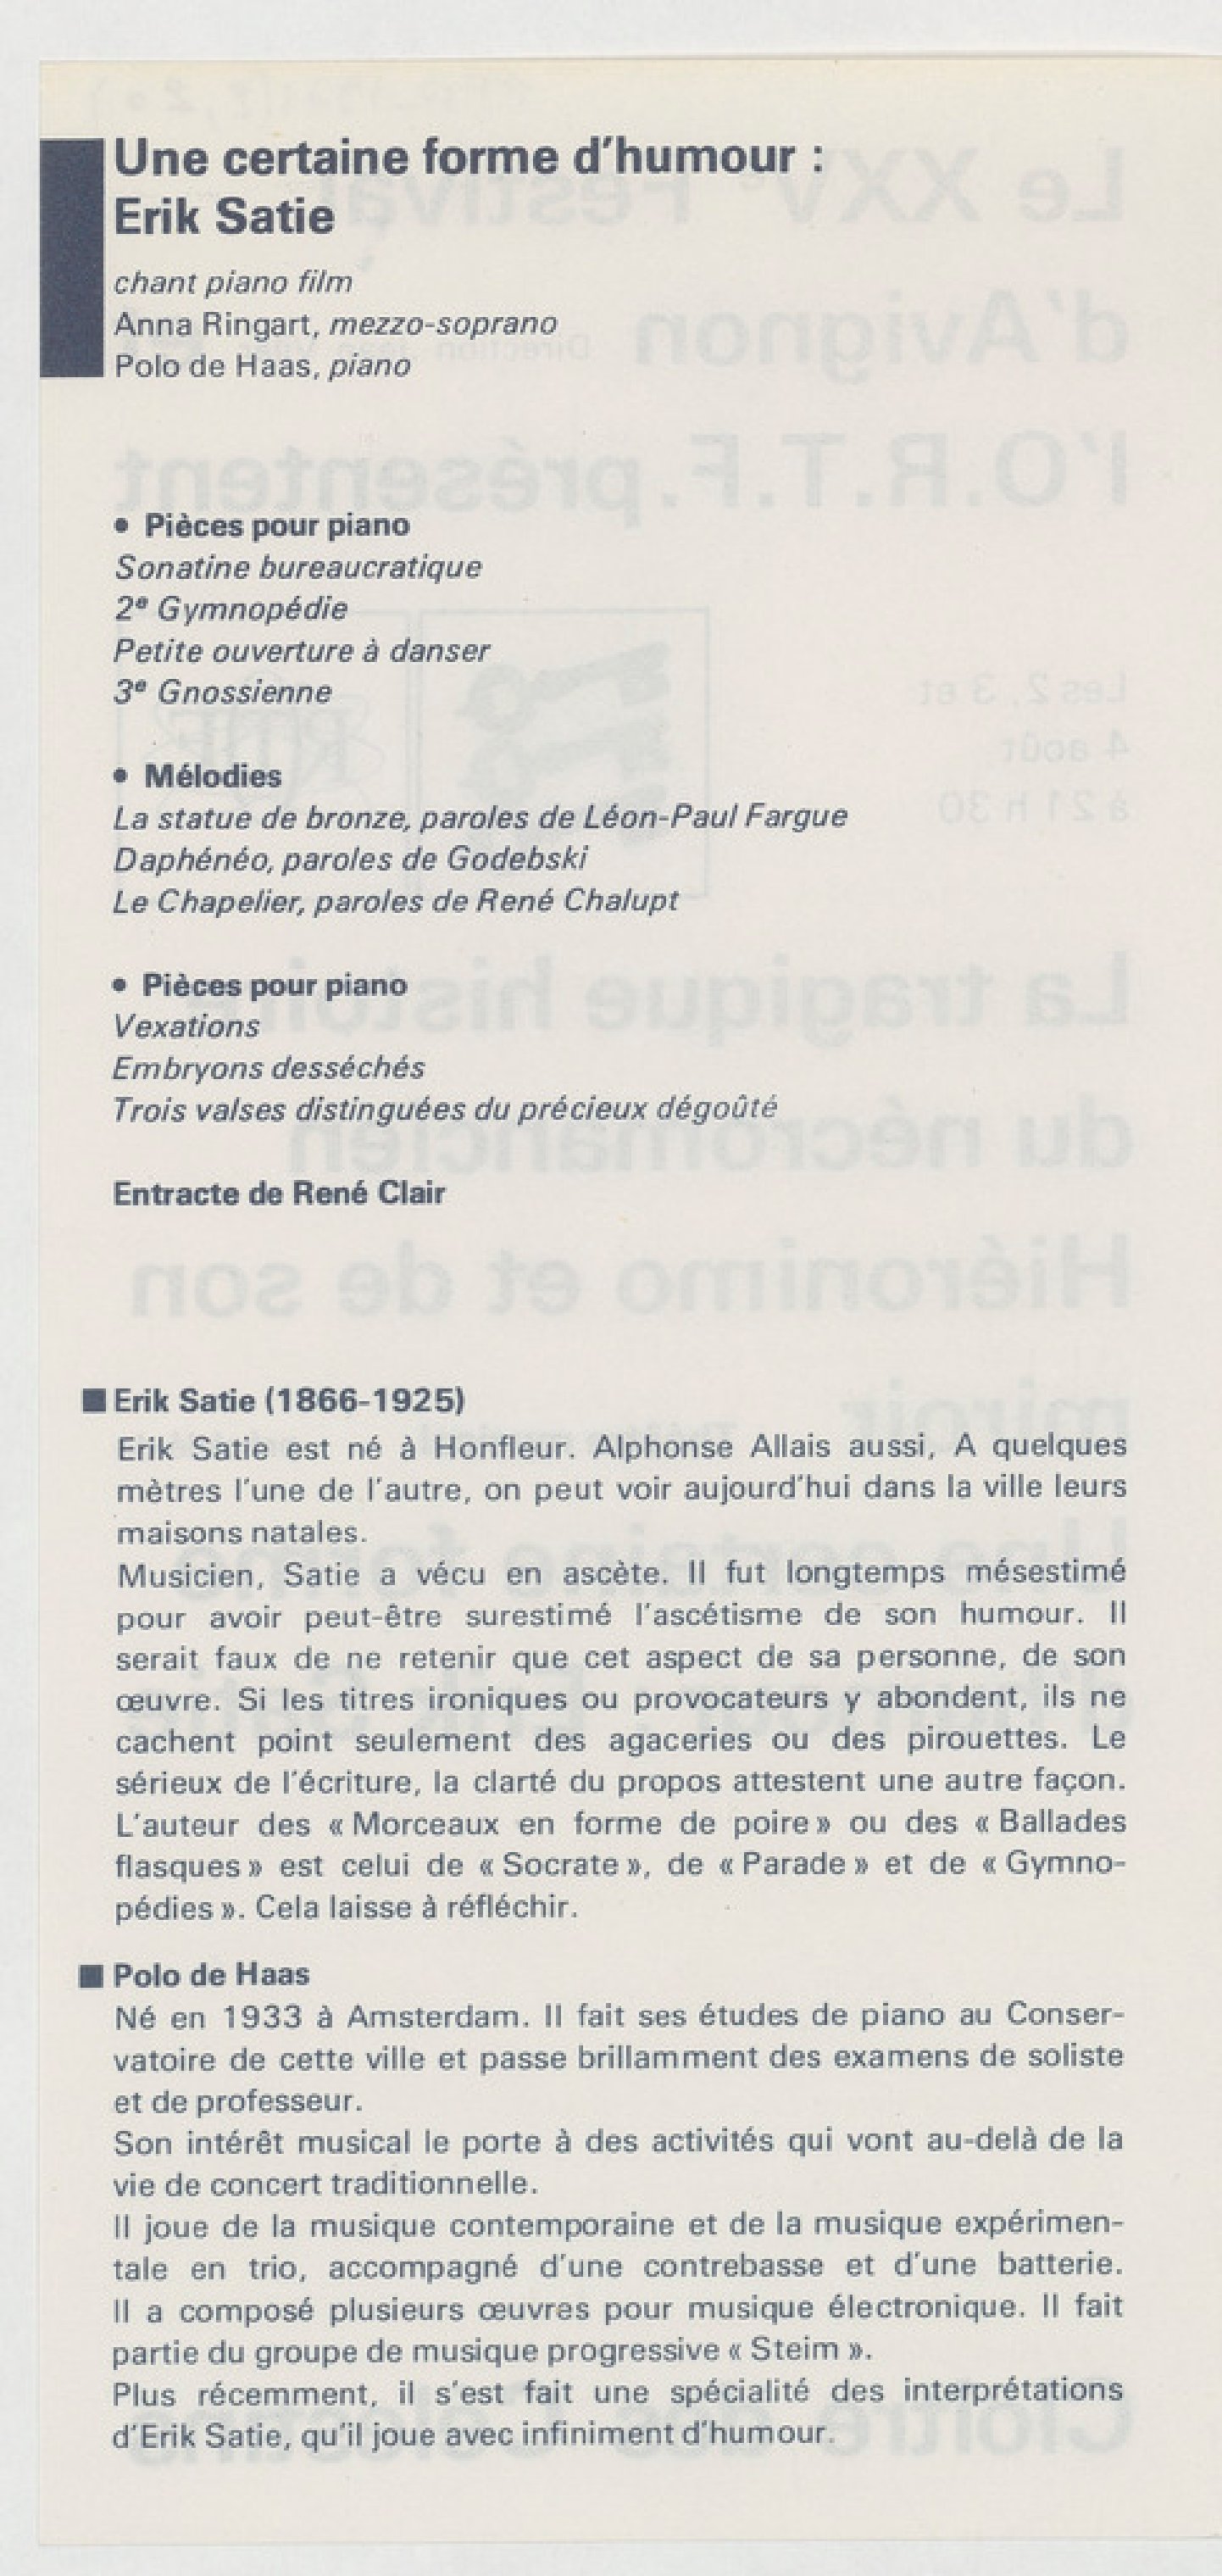 Une certaine forme d'humour :
Erik Satie
chant piano film
Anna Ringart, mezzo-soprano
Polo de Haas, piano
• Pièces pour piano
Sonatine bureaucratique
2e Gymnopédie
Petite ouverture à danser
3e Gnossienne
• Mélodies
La statue de bronze, paroles de Léon-Paul Fargue
Daphénéo, paroles de Godebski
Le Chapelier, paroles de René Chalupt
• Pièces pour piano
Vexations
Embryons desséchés
Trois valses distinguées du précieux dégoûté
Entracte de René Clair
■ Erik Satie (1866-1925)
Erik Satie est né à Honfleur. Alphonse Allais aussi, A quelques
mètres l'une de l'autre, on peut voir aujourd'hui dans la ville leurs
maisons natales.
Musicien, Satie a vécu en ascète. Il fut longtemps mésestimé
pour avoir peut-être surestimé l'ascétisme de son humour. Il
serait faux de ne retenir que cet aspect de sa personne, de son
œuvre. Si les titres ironiques ou provocateurs y abondent, ils ne
cachent point seulement des agaceries ou des pirouettes. Le
sérieux de l'écriture, la clarté du propos attestent une autre façon.
L'auteur des « Morceaux en forme de poire » ou des « Ballades
flasques » est celui de « Socrate », de « Parade » et de « Gymno-
pédies ». Cela laisse à réfléchir.
■ Polo de Haas
Né en 1933 à Amsterdam. Il fait ses études de piano au Conser-
vatoire de cette ville et passe brillamment des examens de soliste
et de professeur.
Son intérêt musical le porte à des activités qui vont au-delà de la
vie de concert traditionnelle.
Il joue de la musique contemporaine et de la musique expérimen-
tale en trio, accompagné d'une contrebasse et d'une batterie.
Il a composé plusieurs œuvres pour musique électronique. Il fait
partie du groupe de musique progressive « Steim ».
Plus récemment, il s'est fait une spécialité des interprétations
d'Erik Satie, qu'il joue avec infiniment d'humour.